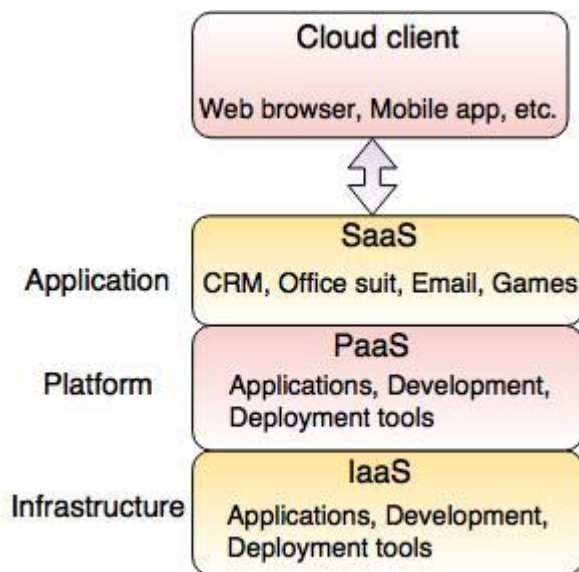 Cloud client
Web browser, Mobile app, etc.
SaaS
Application
CRM, Office suit, Email, Games
PaaS
Platform
Applications, Development,
Deployment tools
IaaS
Infrastructure
Applications, Development,
Deployment tools